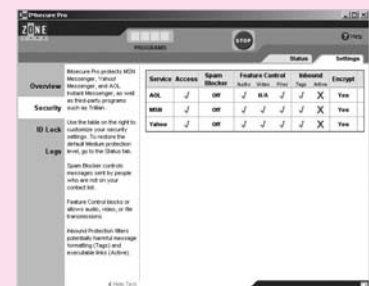 IMsecure Pro
ZONE
PROGRAMS
STOP
Help
Status
Settings
Overview
Security
ID Lock
Logs
IMsecure Pro protects MSN
Messenger, Yahoo!
Messenger, and AOL
Instant Messenger, as well
as third-party programs
such as Trillian.
Use the table on the right to
customize your security
settings. To restore the
default Medium protection
level, go to the Status tab.
Spam Blocker controls
messages sent by people
who are not on your
contact list.
Feature Control blocks or
allows audio, video, or file
transmissions.
Inbound Protection filters
potentially harmful message
formatting (Tags) and
executable links (Active).
Service Access Spam Blocker Feature Control Inbound Encrypt
Audio Video Files Tags Active
AOL √ Off √ N/A √ √ X Yes
MSN √ Off √ √ √ √ X Yes
Yahoo √ Off √ √ √ √ X Yes
Hide Text